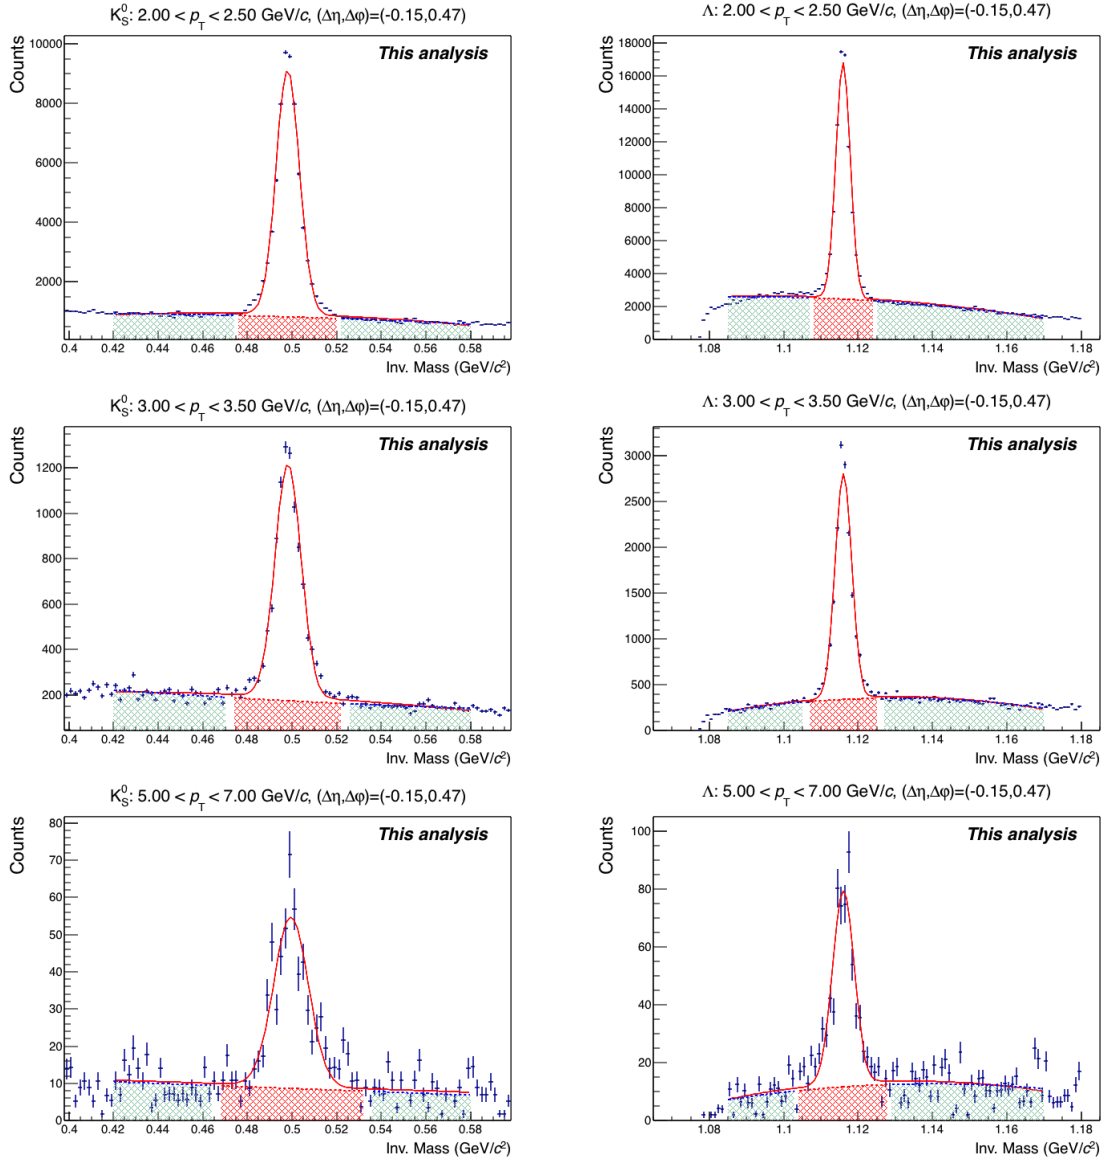 K⁰_S: 2.00 < p_T < 2.50 GeV/c, (Δη,Δφ)=(-0.15,0.47)
Counts
This analysis
10000
8000
6000
4000
2000
0.4 0.42 0.44 0.46 0.48 0.5 0.52 0.54 0.56 0.58
Inv. Mass (GeV/c²)
Λ: 2.00 < p_T < 2.50 GeV/c, (Δη,Δφ)=(-0.15,0.47)
Counts
This analysis
18000
16000
14000
12000
10000
8000
6000
4000
2000
0
1.08 1.1 1.12 1.14 1.16 1.18
Inv. Mass (GeV/c²)
K⁰_S: 3.00 < p_T < 3.50 GeV/c, (Δη,Δφ)=(-0.15,0.47)
Counts
This analysis
1200
1000
800
600
400
200
0.4 0.42 0.44 0.46 0.48 0.5 0.52 0.54 0.56 0.58
Inv. Mass (GeV/c²)
Λ: 3.00 < p_T < 3.50 GeV/c, (Δη,Δφ)=(-0.15,0.47)
Counts
This analysis
3000
2500
2000
1500
1000
500
0
1.08 1.1 1.12 1.14 1.16 1.18
Inv. Mass (GeV/c²)
K⁰_S: 5.00 < p_T < 7.00 GeV/c, (Δη,Δφ)=(-0.15,0.47)
Counts
This analysis
80
70
60
50
40
30
20
10
0
0.4 0.42 0.44 0.46 0.48 0.5 0.52 0.54 0.56 0.58
Inv. Mass (GeV/c²)
Λ: 5.00 < p_T < 7.00 GeV/c, (Δη,Δφ)=(-0.15,0.47)
Counts
This analysis
100
80
60
40
20
0
1.08 1.1 1.12 1.14 1.16 1.18
Inv. Mass (GeV/c²)